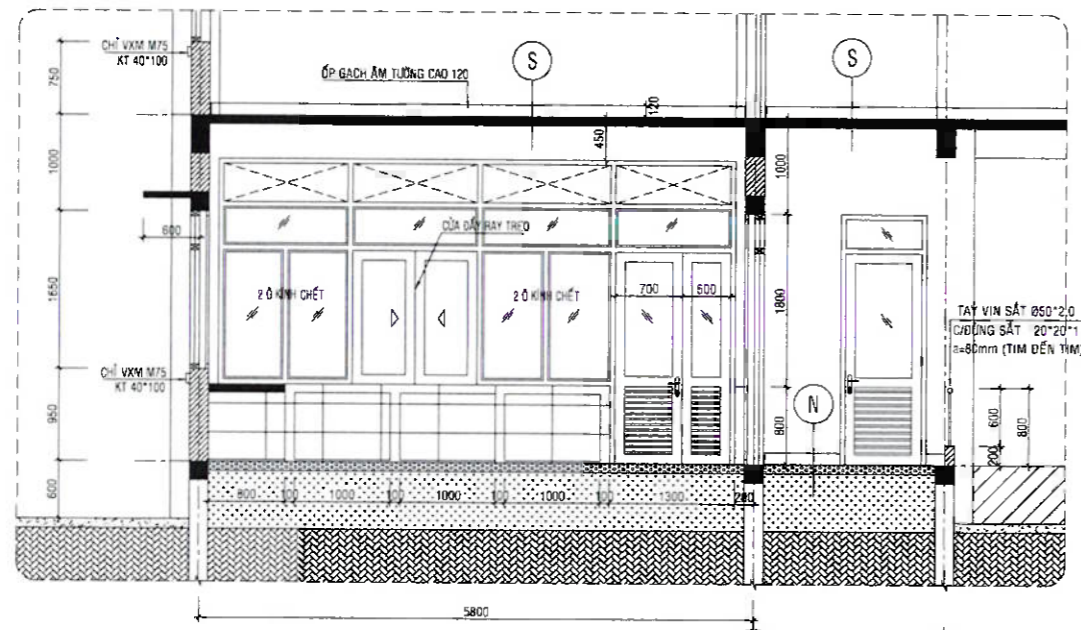 CHỈ VXM M75
KT 40*100
ỐP GẠCH ÂM TƯỜNG CAO 120
S
S
750
120
450
1000
1000
600
CỬA ĐẨY RAY TREO
1650
2 Ô KÍNH CHẾT
2 Ô KÍNH CHẾT
700
600
1800
TAY VỊN SẮT Ø50*2.0
C/ĐỨNG SẮT 20*20*1
a=80mm (TIM ĐẾN TIM)
CHỈ VXM M75
KT 40*100
950
N
800
600
800
200
600
800
100
1000
100
1000
100
1000
100
1300
200
5800